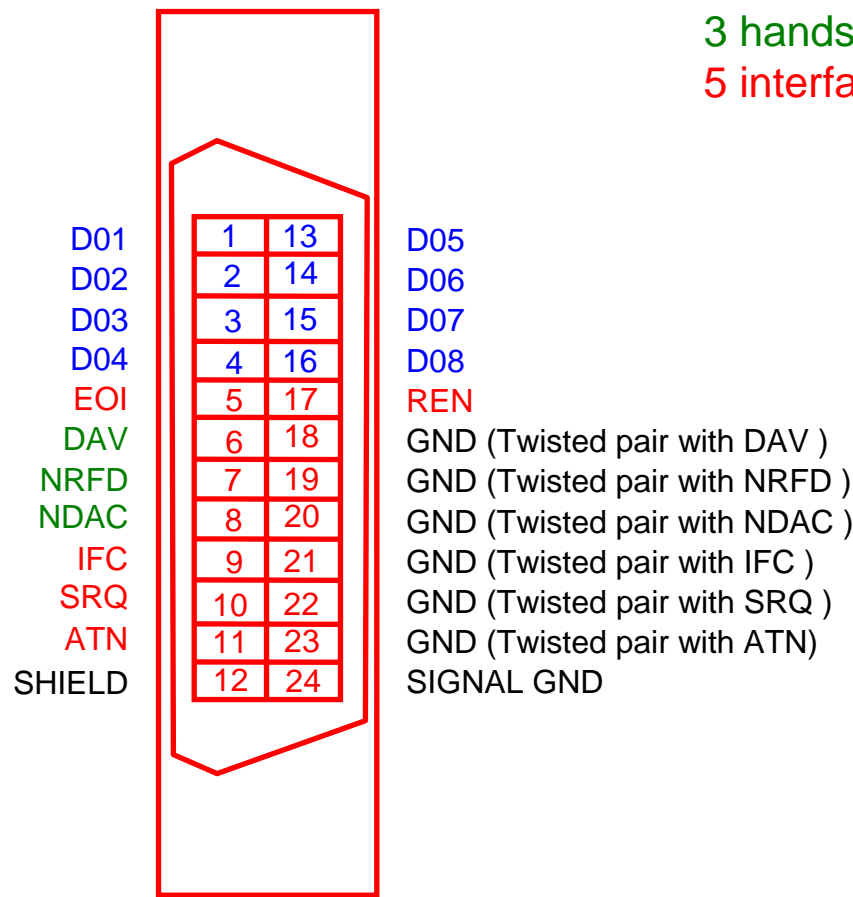 3 hands
5 interfa
D01 1 13 D05
D02 2 14 D06
D03 3 15 D07
D04 4 16 D08
EOI 5 17 REN
DAV 6 18 GND (Twisted pair with DAV )
NRFD 7 19 GND (Twisted pair with NRFD )
NDAC 8 20 GND (Twisted pair with NDAC )
IFC 9 21 GND (Twisted pair with IFC )
SRQ 10 22 GND (Twisted pair with SRQ )
ATN 11 23 GND (Twisted pair with ATN)
SHIELD 12 24 SIGNAL GND